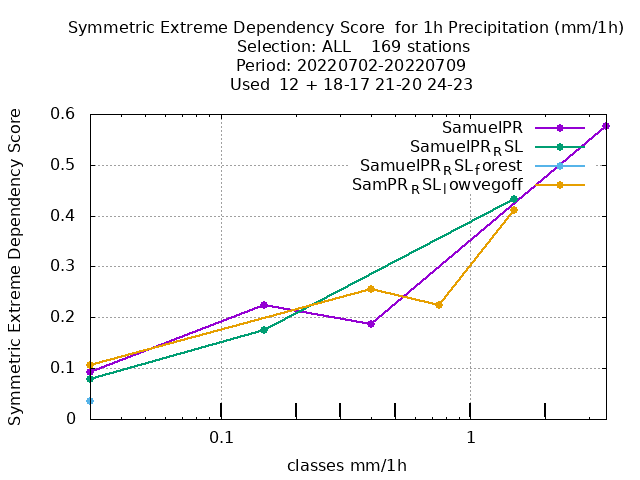 Symmetric Extreme Dependency Score  for 1h Precipitation (mm/1h)
Selection: ALL    169 stations
Period: 20220702-20220709
Used  12 + 18-17 21-20 24-23
Symmetric Extreme Dependency Score
0.6
0.5
0.4
0.3
0.2
0.1
0
SamuelPR
SamuelPR_RSL
SamuelPR_RSL_forest
SamPR_RSL_lowvegoff
0.1
1
classes mm/1h